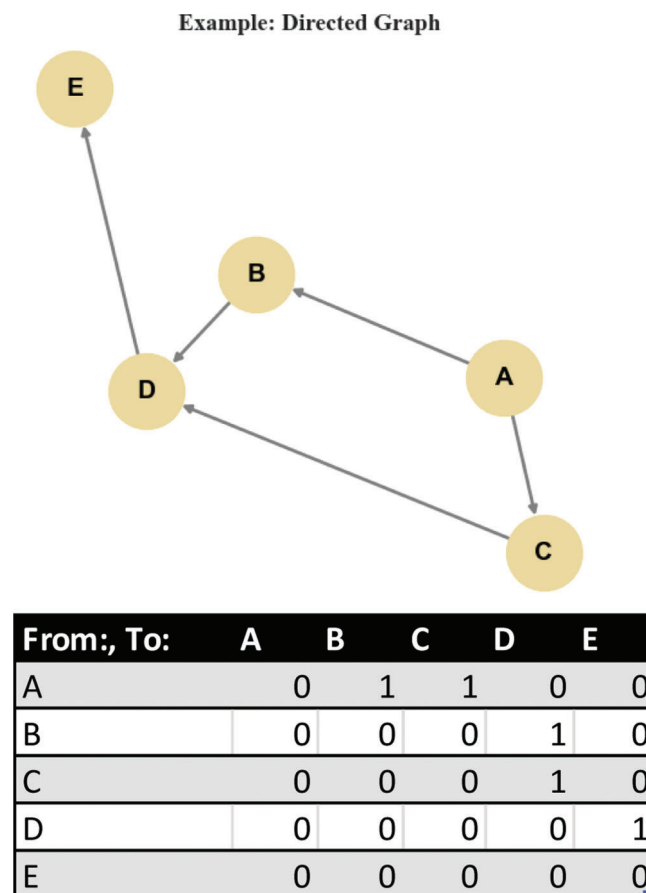 Example: Directed Graph
E
B
A
D
C
From:, To: A B C D E
A 0 1 1 0 0
B 0 0 0 1 0
C 0 0 0 1 0
D 0 0 0 0 1
E 0 0 0 0 0